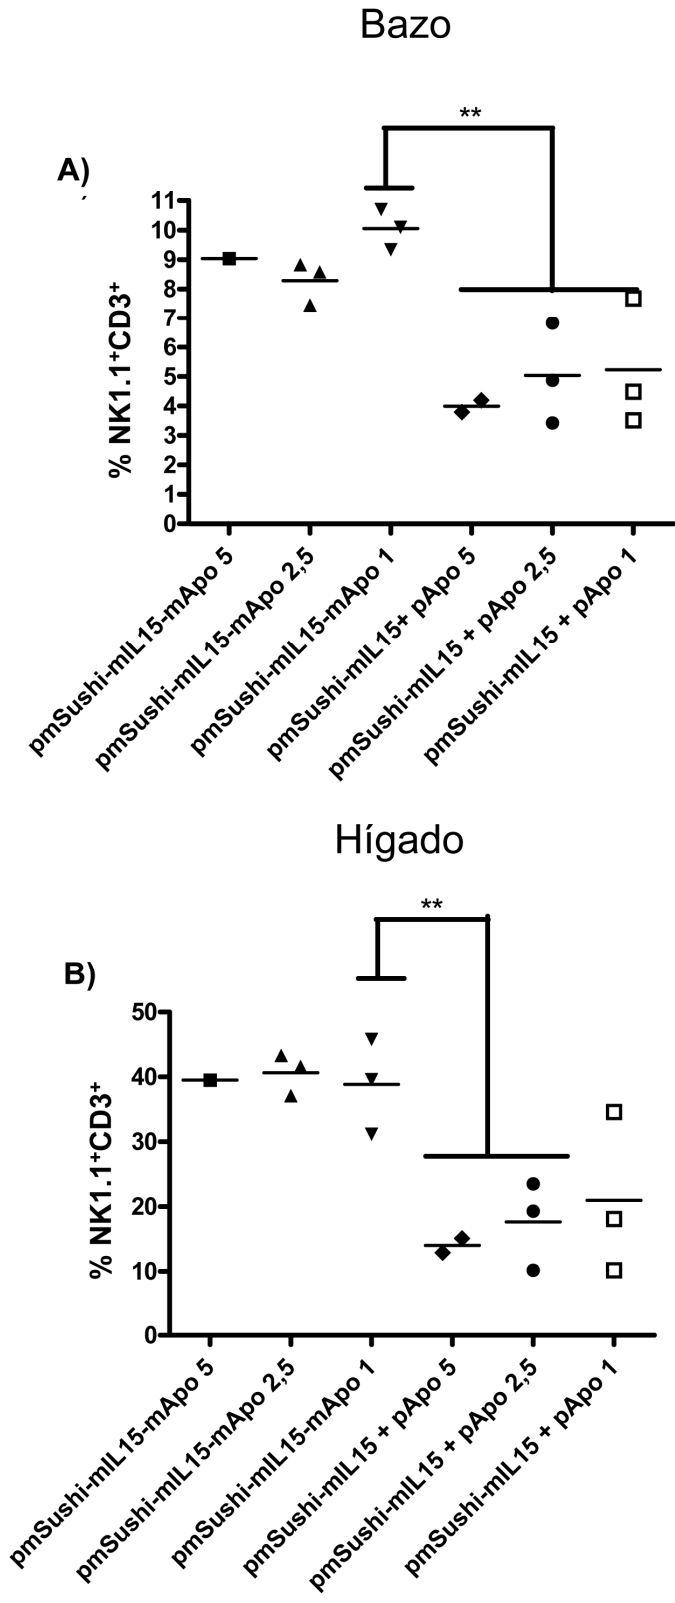 Bazo
**
A)
11
10
9
8
7
6
5
4
3
2
1
0
% NK1.1⁺CD3⁺
pmSushi-mIL15-mApo 5
pmSushi-mIL15-mApo 2,5
pmSushi-mIL15-mApo 1
pmSushi-mIL15+ pApo 5
pmSushi-mIL15 + pApo 2,5
pmSushi-mIL15 + pApo 1
Hígado
**
B)
50
40
30
20
10
0
% NK1.1⁺CD3⁺
pmSushi-mIL15-mApo 5
pmSushi-mIL15-mApo 2,5
pmSushi-mIL15-mApo 1
pmSushi-mIL15 + pApo 5
pmSushi-mIL15 + pApo 2,5
pmSushi-mIL15 + pApo 1